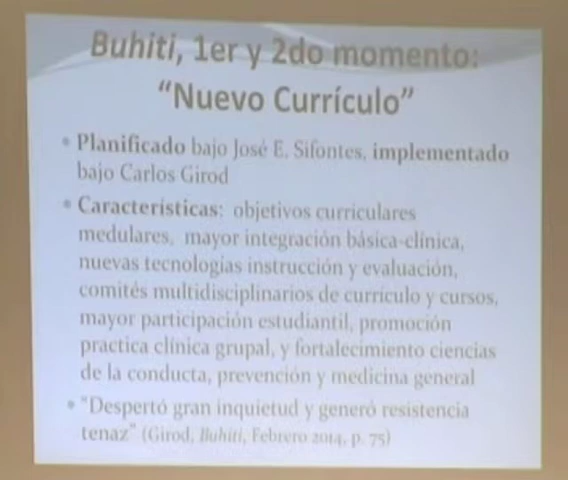 Buhiti, 1er y 2do momento:
“Nuevo Currículo”
• Planificado bajo José E. Sifontes, implementado
bajo Carlos Girod
• Características: objetivos curriculares
medulares, mayor integración básica-clínica,
nuevas tecnologías instrucción y evaluación,
comités multidisciplinarios de currículo y cursos,
mayor participación estudiantil, promoción
practica clínica grupal, y fortalecimiento ciencias
de la conducta, prevención y medicina general
• “Despertó gran inquietud y generó resistencia
tenaz” (Girod, Buhiti, Febrero 2014, p. 75)